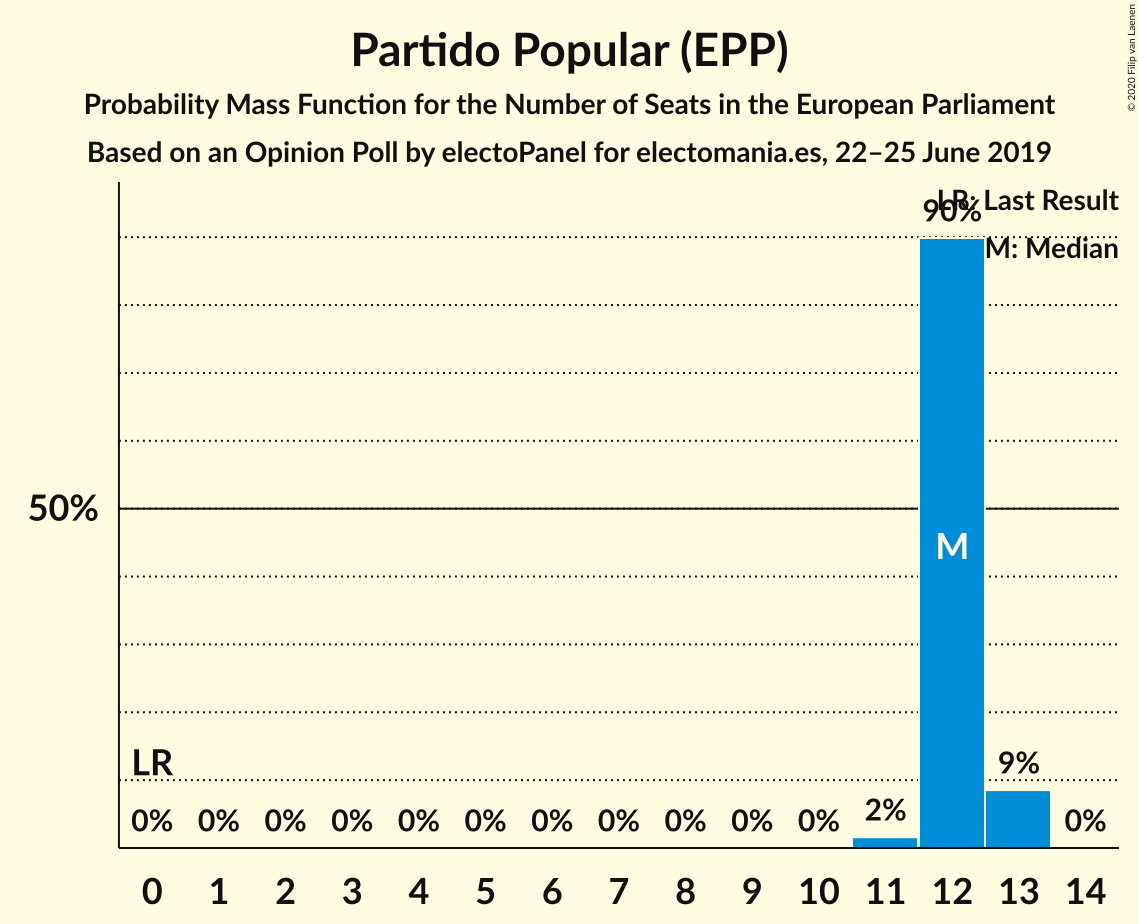 Partido Popular (EPP)
Probability Mass Function for the Number of Seats in the European Parliament
Based on an Opinion Poll by electoPanel for electomania.es, 22–25 June 2019
© 2020 Filip van Laenen
LR: Last Result
M: Median
90%
50%
M
LR
9%
2%
0% 0% 0% 0% 0% 0% 0% 0% 0% 0% 0% 0%
0 1 2 3 4 5 6 7 8 9 10 11 12 13 14